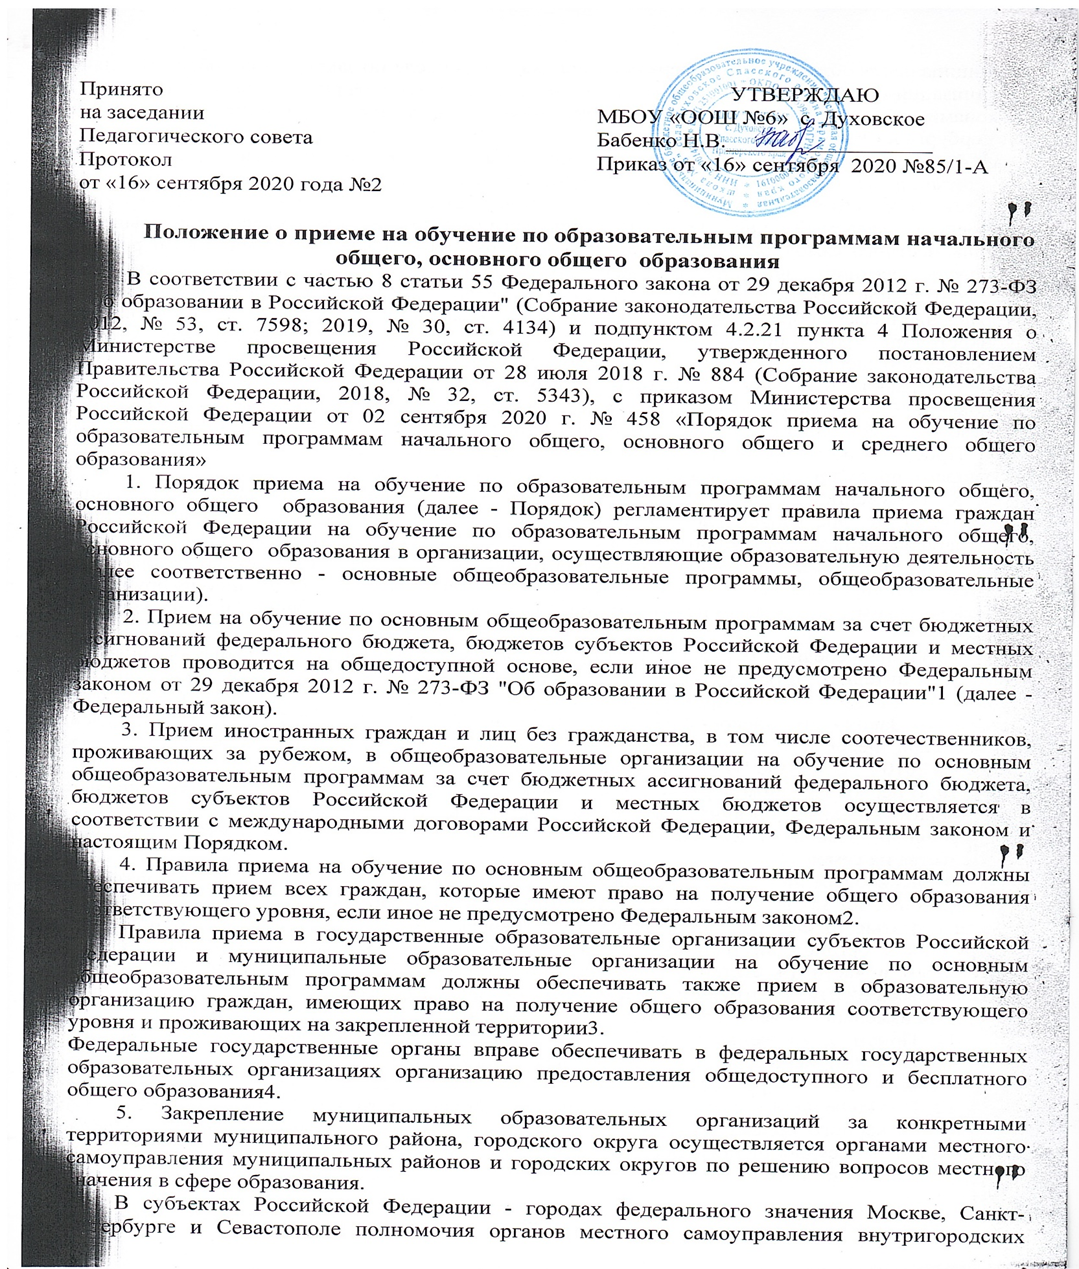 Принято
на заседании
Педагогического совета
Протокол
от «16» сентября 2020 года №2
УТВЕРЖДАЮ
МБОУ «ООШ №6» с. Духовское
Бабенко Н.В.
Приказ от «16» сентября 2020 №85/1-А
Положение о приеме на обучение по образовательным программам начального
общего, основного общего образования
В соответствии с частью 8 статьи 55 Федерального закона от 29 декабря 2012 г. № 273-ФЗ
образовании в Российской Федерации" (Собрание законодательства Российской Федерации,
2012, № 53, ст. 7598; 2019, № 30, ст. 4134) и подпунктом 4.2.21 пункта 4 Положения о
Министерстве просвещения Российской Федерации, утвержденного постановлением
Правительства Российской Федерации от 28 июля 2018 г. № 884 (Собрание законодательства
Российской Федерации, 2018, № 32, ст. 5343), с приказом Министерства просвещения
Российской Федерации от 02 сентября 2020 г. № 458 «Порядок приема на обучение по
образовательным программам начального общего, основного общего и среднего общего
образования»
1. Порядок приема на обучение по образовательным программам начального общего,
основного общего образования (далее - Порядок) регламентирует правила приема граждан
Российской Федерации на обучение по образовательным программам начального общего,
основного общего образования в организации, осуществляющие образовательную деятельность
соответственно - основные общеобразовательные программы, общеобразовательные
организации).
2. Прием на обучение по основным общеобразовательным программам за счет бюджетных
ассигнований федерального бюджета, бюджетов субъектов Российской Федерации и местных
бюджетов проводится на общедоступной основе, если иное не предусмотрено Федеральным
законом от 29 декабря 2012 г. № 273-ФЗ "Об образовании в Российской Федерации"1 (далее -
Федеральный закон).
3. Прием иностранных граждан и лиц без гражданства, в том числе соотечественников,
проживающих за рубежом, в общеобразовательные организации на обучение по основным
общеобразовательным программам за счет бюджетных ассигнований федерального бюджета,
бюджетов субъектов Российской Федерации и местных бюджетов осуществляется в
соответствии с международными договорами Российской Федерации, Федеральным законом и
настоящим Порядком.
4. Правила приема на обучение по основным общеобразовательным программам должны
обеспечивать прием всех граждан, которые имеют право на получение общего образования
соответствующего уровня, если иное не предусмотрено Федеральным законом2.
Правила приема в государственные образовательные организации субъектов Российской
Федерации и муниципальные образовательные организации на обучение по основным
общеобразовательным программам должны обеспечивать также прием в образовательную
организацию граждан, имеющих право на получение общего образования соответствующего
уровня и проживающих на закрепленной территории3.
Федеральные государственные органы вправе обеспечивать в федеральных государственных
образовательных организациях организацию предоставления общедоступного и бесплатного
общего образования4.
5. Закрепление муниципальных образовательных организаций за конкретными
территориями муниципального района, городского округа осуществляется органами местного
самоуправления муниципальных районов и городских округов по решению вопросов местного
значения в сфере образования.
В субъектах Российской Федерации - городах федерального значения Москве, Санкт-
Петербурге и Севастополе полномочия органов местного самоуправления внутригородских